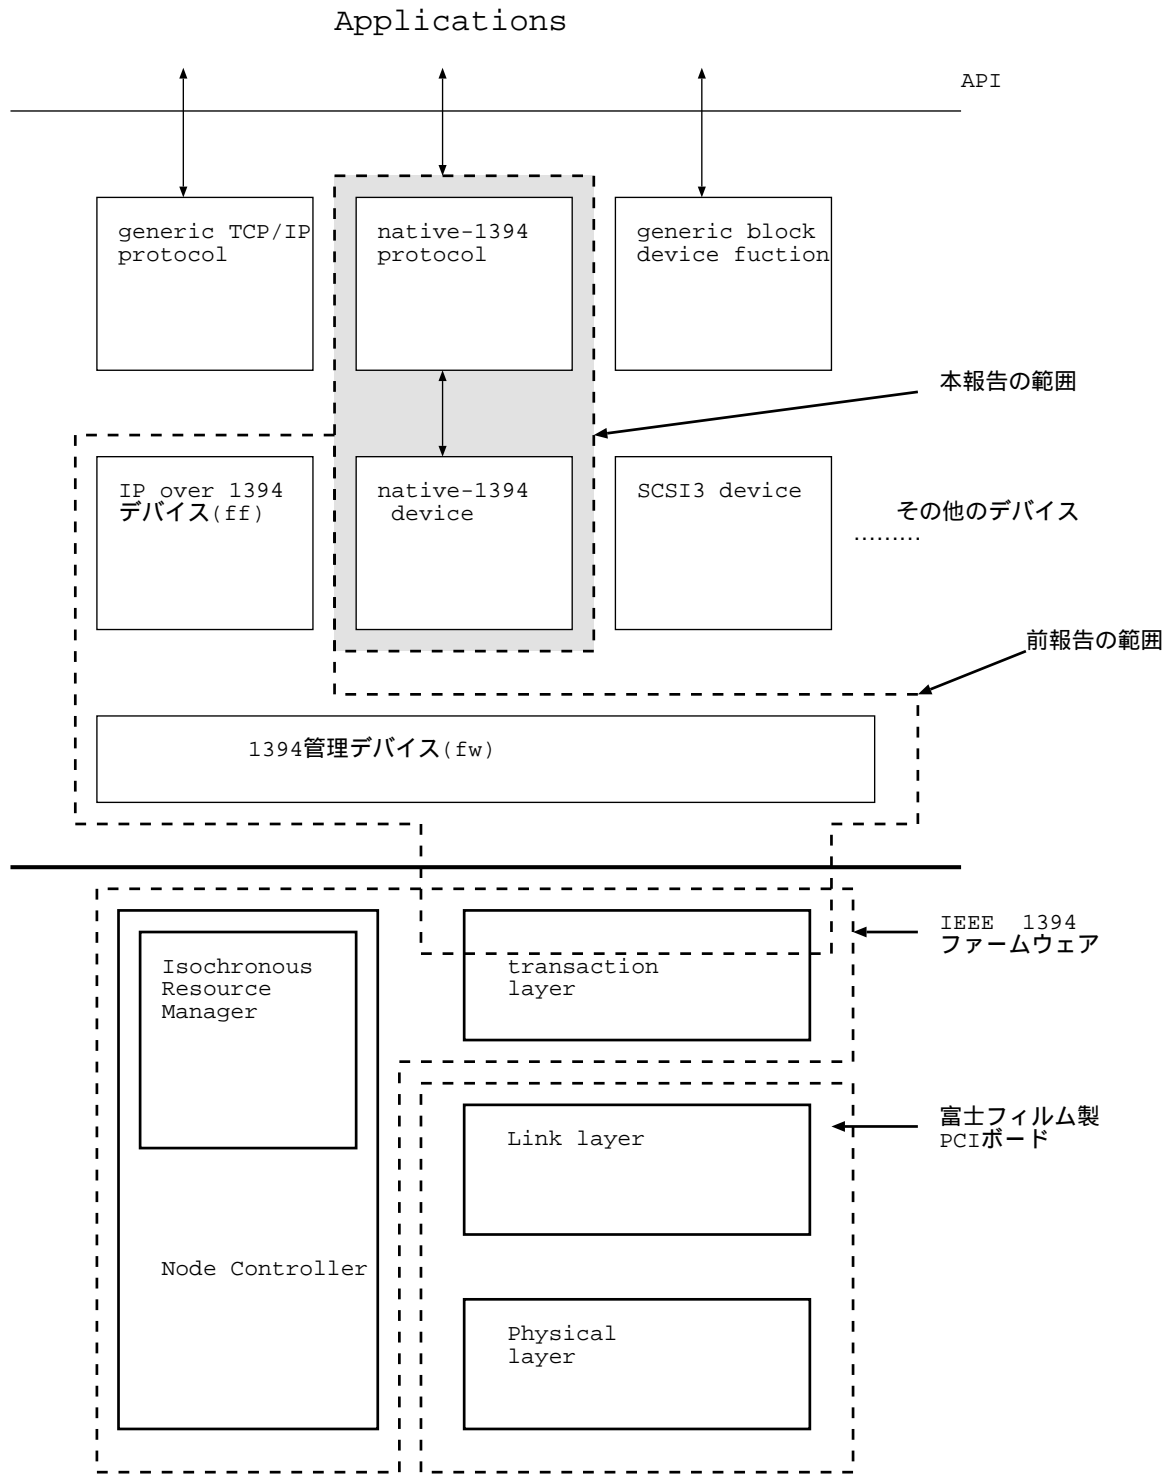 Applications
API
generic TCP/IP
protocol
native-1394
protocol
generic block
device fuction
本報告の範囲
IP over 1394
デバイス(ff)
native-1394
device
SCSI3 device
その他のデバイス
.........
前報告の範囲
1394管理デバイス(fw)
IEEE 1394
ファームウェア
Isochronous
Resource
Manager
transaction
layer
富士フィルム製
PCIボード
Link layer
Node Controller
Physical
layer